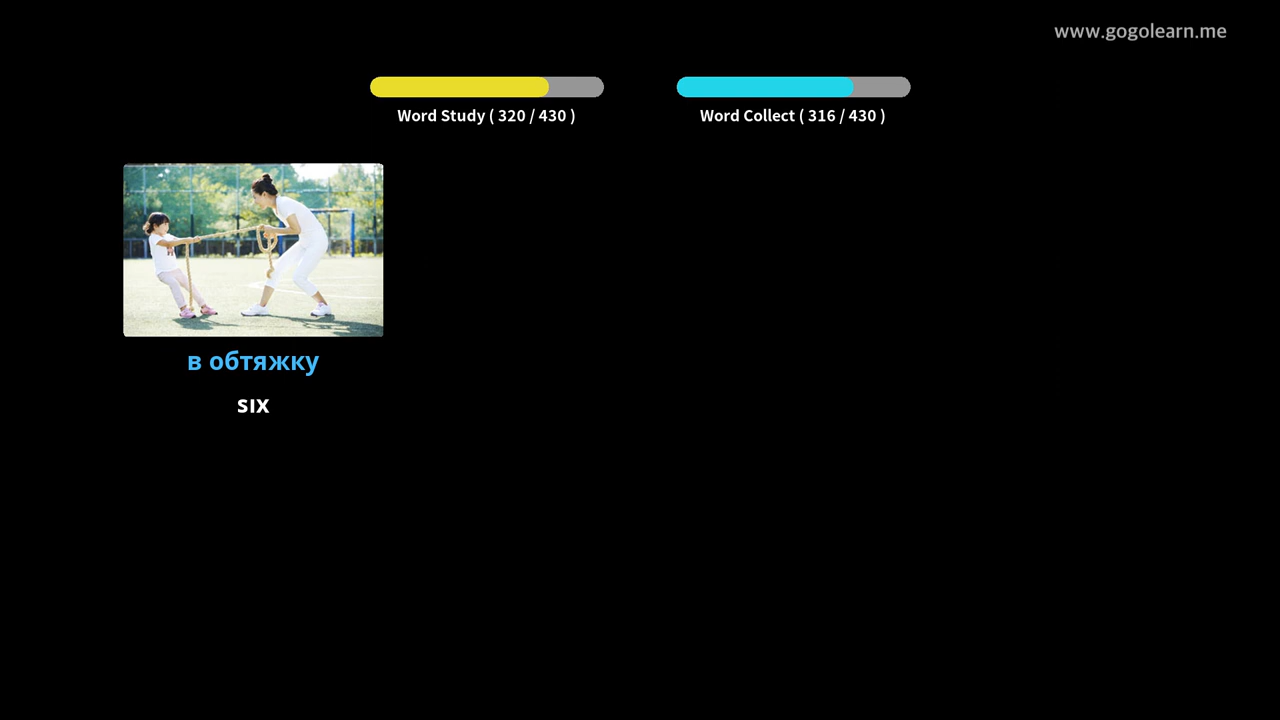 www.gogolearn.me
Word Study ( 320 / 430 )
Word Collect ( 316 / 430 )
в обтяжку
six